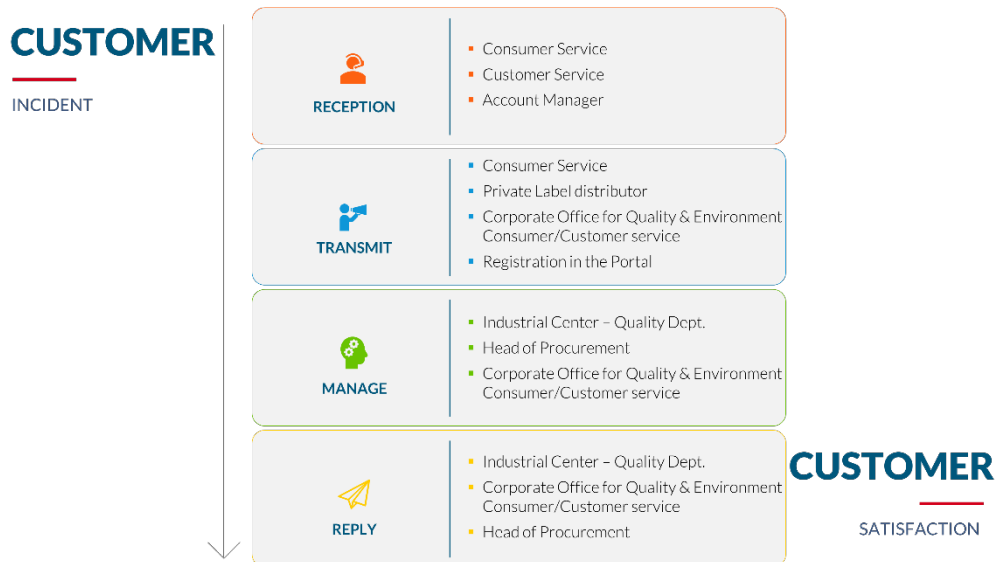 CUSTOMER
INCIDENT
RECEPTION
▪ Consumer Service
▪ Customer Service
▪ Account Manager
TRANSMIT
▪ Consumer Service
▪ Private Label distributor
▪ Corporate Office for Quality & Environment
Consumer/Customer service
▪ Registration in the Portal
MANAGE
▪ Industrial Center – Quality Dept.
▪ Head of Procurement
▪ Corporate Office for Quality & Environment
Consumer/Customer service
REPLY
▪ Industrial Center – Quality Dept.
▪ Corporate Office for Quality & Environment
Consumer/Customer service
▪ Head of Procurement
CUSTOMER
SATISFACTION